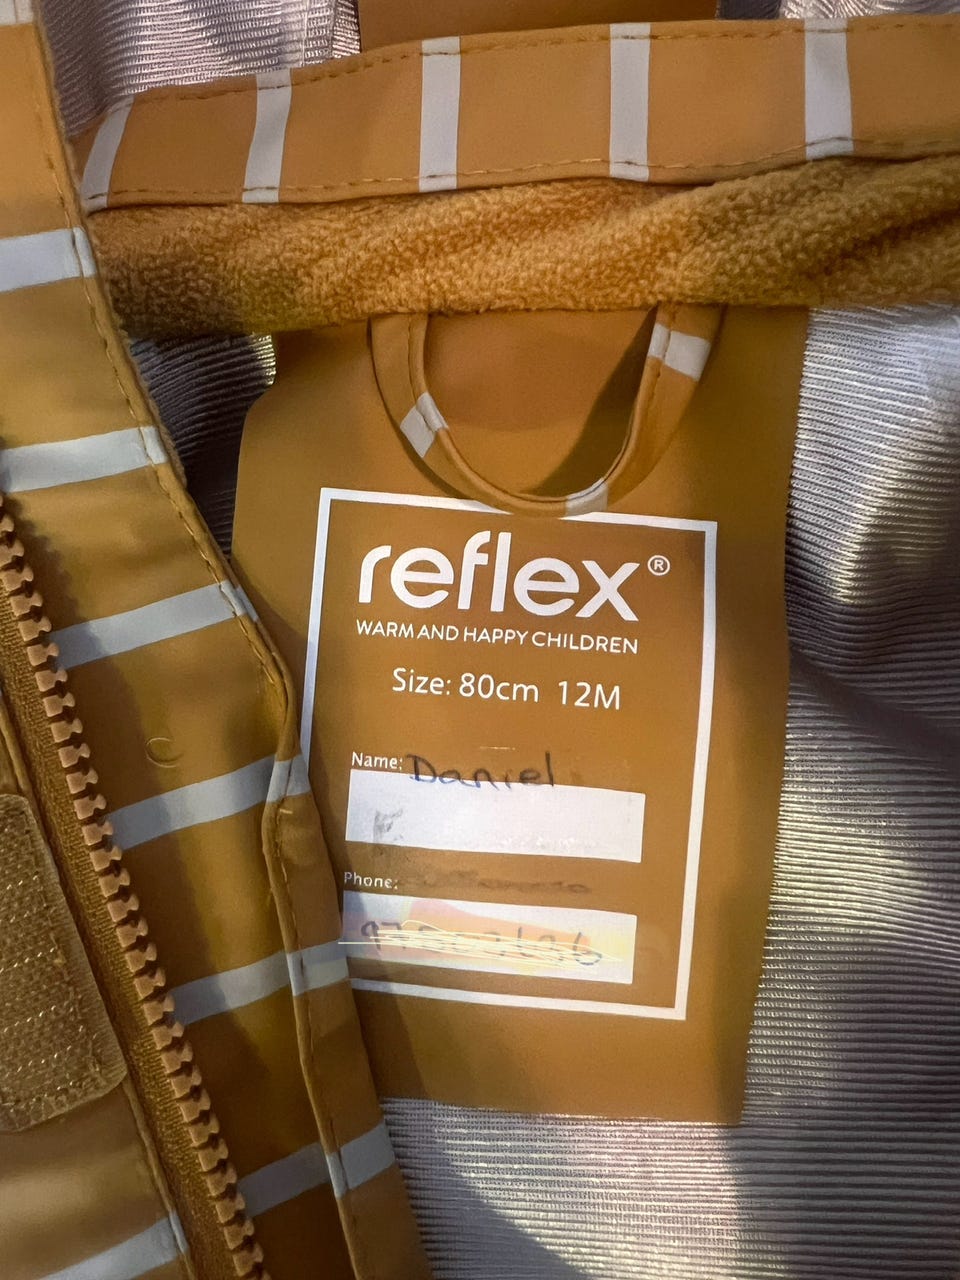 reflex®
WARM AND HAPPY CHILDREN
Size: 80cm 12M
Name: Daniel
Phone: